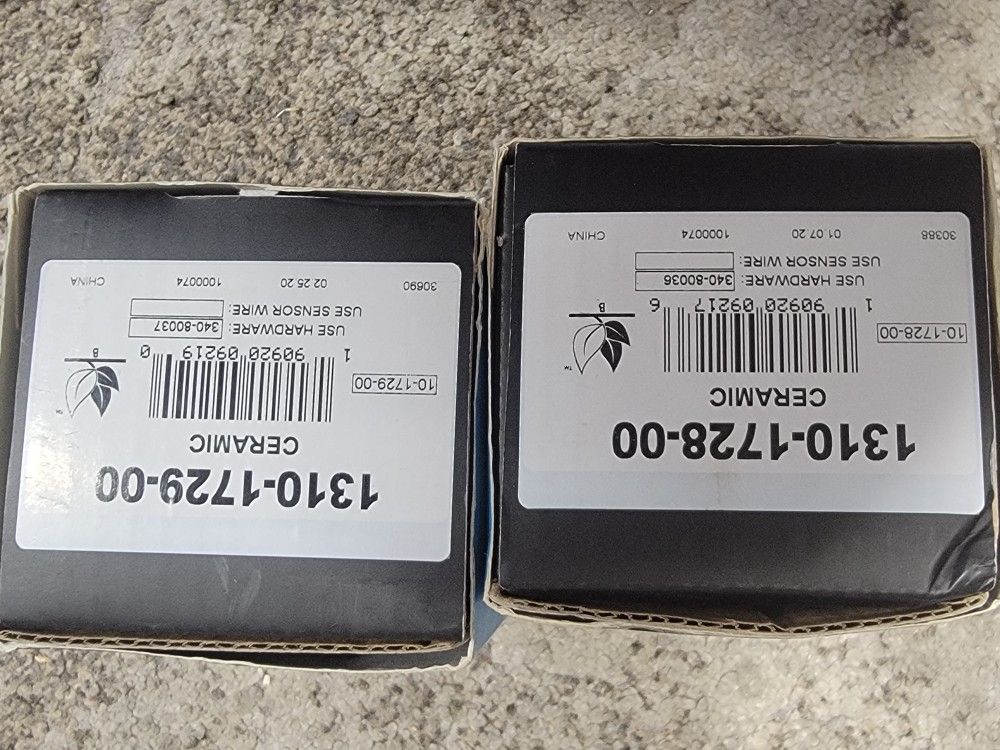 1310-1728-00
CERAMIC
™
10-1728-00
B
1 90920 09217 6
USE HARDWARE: 340-80036
USE SENSOR WIRE:
30388 01.07.20 1000074 CHINA
1310-1729-00
CERAMIC
™
10-1729-00
B
1 90920 09219 0
USE HARDWARE: 340-80037
USE SENSOR WIRE:
30690 02.25.20 1000074 CHINA